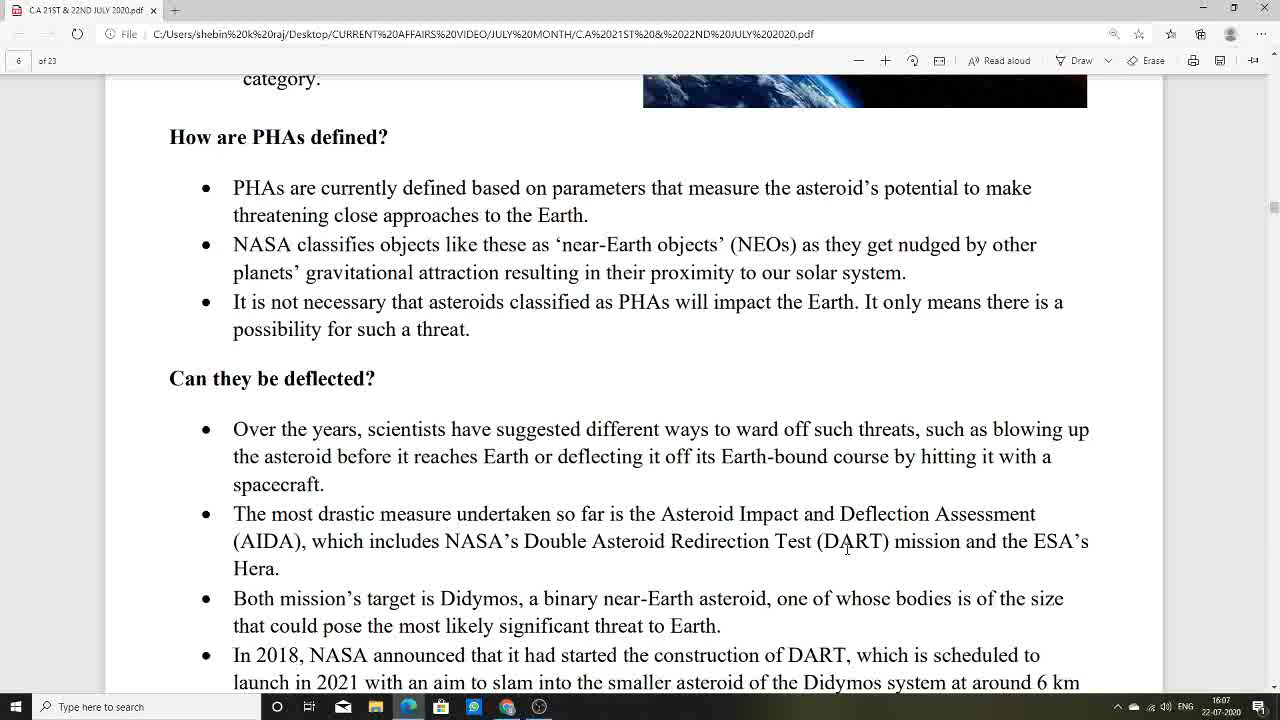 C.A 21ST & 22ND JULY 2020.pdf
File
C:/Users/shebin%20k%20raj/Desktop/CURRENT%20AFFAIRS%20VIDEO/JULY%20MONTH/C.A%2021ST%20&%2022ND%20JULY%202020.pdf
6 of 23
Read aloud
Draw
Erase
category.
How are PHAs defined?
• PHAs are currently defined based on parameters that measure the asteroid’s potential to make
threatening close approaches to the Earth.
• NASA classifies objects like these as ‘near-Earth objects’ (NEOs) as they get nudged by other
planets’ gravitational attraction resulting in their proximity to our solar system.
• It is not necessary that asteroids classified as PHAs will impact the Earth. It only means there is a
possibility for such a threat.
Can they be deflected?
• Over the years, scientists have suggested different ways to ward off such threats, such as blowing up
the asteroid before it reaches Earth or deflecting it off its Earth-bound course by hitting it with a
spacecraft.
• The most drastic measure undertaken so far is the Asteroid Impact and Deflection Assessment
(AIDA), which includes NASA’s Double Asteroid Redirection Test (DART) mission and the ESA’s
Hera.
• Both mission’s target is Didymos, a binary near-Earth asteroid, one of whose bodies is of the size
that could pose the most likely significant threat to Earth.
• In 2018, NASA announced that it had started the construction of DART, which is scheduled to
launch in 2021 with an aim to slam into the smaller asteroid of the Didymos system at around 6 km
Type here to search
ENG
16:07
22-07-2020